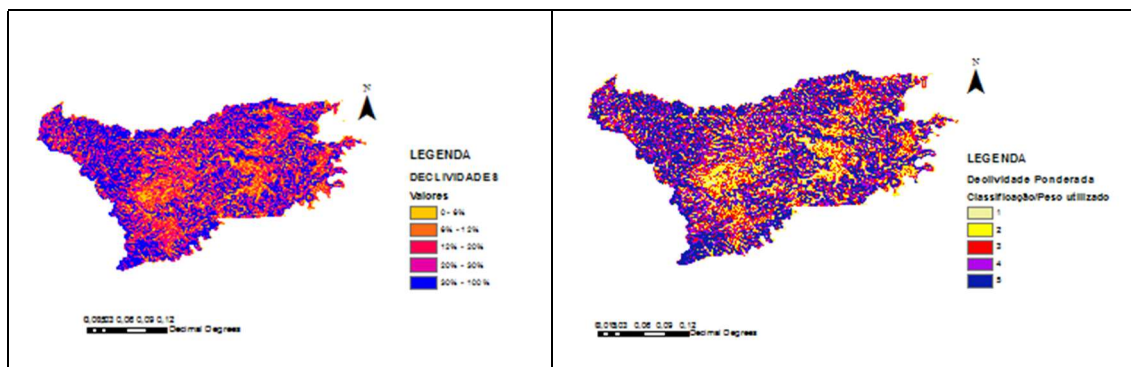 N
LEGENDA
DECLIVIDADES
Valores
0 - 6%
6% - 12%
12% - 20%
20% - 30%
30% - 100%
Decimal Degrees
N
LEGENDA
Declividade Ponderada
Classificação/Peso utilizado
1
2
3
4
5
Decimal Degrees